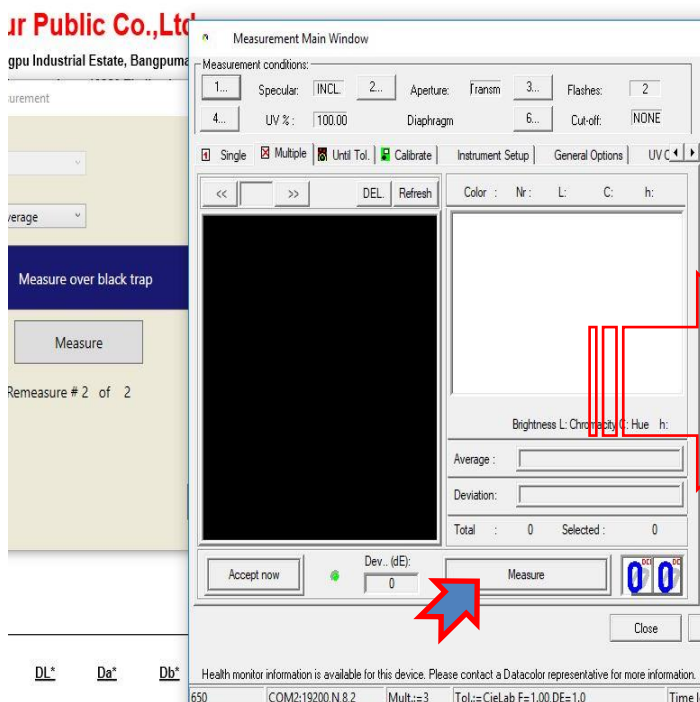 ur Public Co.,Ltd
gpu Industrial Estate, Bangpuma
urement
verage
Measure over black trap
Measure
Remeasure # 2 of 2
DL* Da* Db*
Measurement Main Window
Measurement conditions:
1... Specular: INCL. 2... Aperture: Transm 3... Flashes: 2
4... UV % : 100.00 Diaphragm 6... Cut-off: NONE
Single Multiple Until Tol. Calibrate Instrument Setup General Options UV C
<< >> DEL. Refresh
Color : Nr : L: C: h:
Brightness L: Chromacity C: Hue h:
Average :
Deviation:
Total : 0 Selected : 0
Accept now Dev.. (dE): 0 Measure
Close
Health monitor information is available for this device. Please contact a Datacolor representative for more information.
650 COM2:19200,N,8,2 Mult.:=3 Tol.:=CieLab F=1.00 DE=1.0 Time l